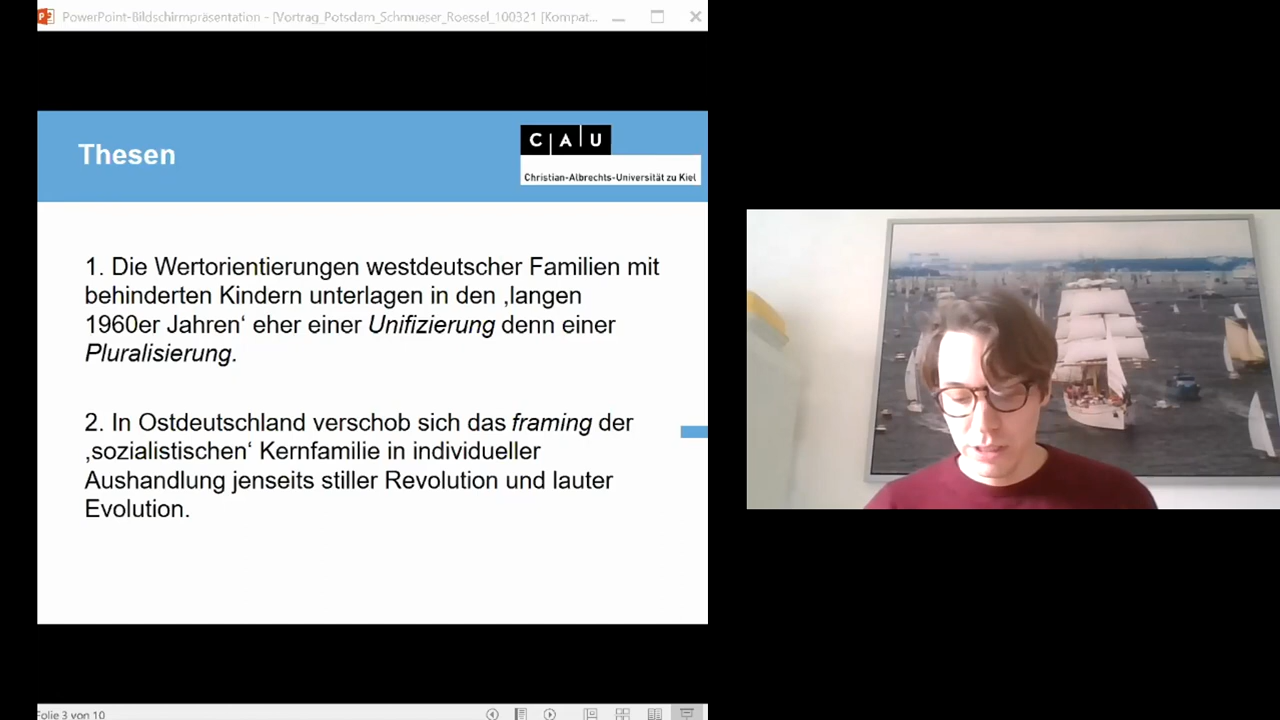 PowerPoint-Bildschirmpräsentation - [Vortrag_Potsdam_Schmueser_Roessel_100321 [Kompat...
Thesen
C A U
Christian-Albrechts-Universität zu Kiel
1. Die Wertorientierungen westdeutscher Familien mit
behinderten Kindern unterlagen in den ‚langen
1960er Jahren‘ eher einer Unifizierung denn einer
Pluralisierung.
2. In Ostdeutschland verschob sich das framing der
‚sozialistischen‘ Kernfamilie in individueller
Aushandlung jenseits stiller Revolution und lauter
Evolution.
Folie 3 von 10